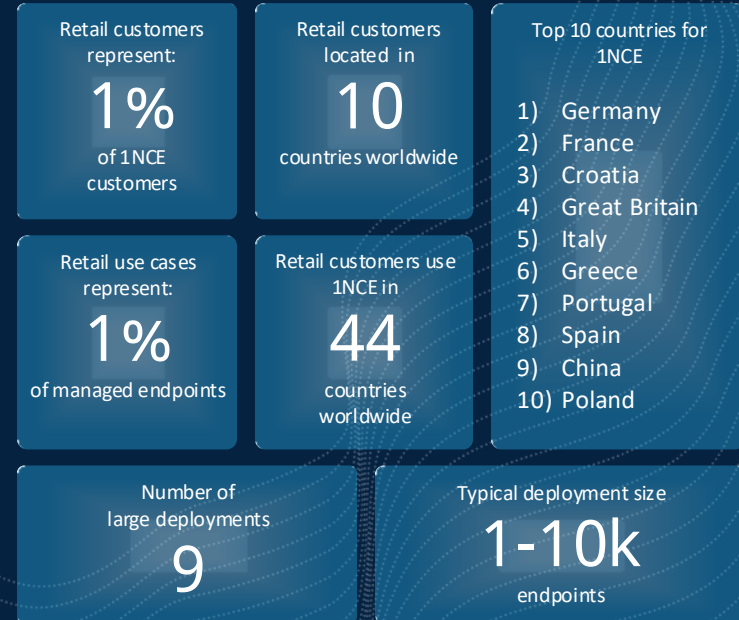 Retail customers
represent:
1%
of 1NCE
customers
Retail customers
located in
10
countries worldwide
Top 10 countries for
1NCE
1) Germany
2) France
3) Croatia
4) Great Britain
5) Italy
6) Greece
7) Portugal
8) Spain
9) China
10) Poland
Retail use cases
represent:
1%
of managed endpoints
Retail customers use
1NCE in
44
countries
worldwide
Number of
large deployments
9
Typical deployment size
1-10k
endpoints